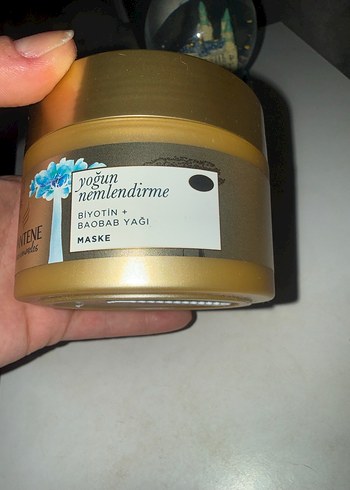 yoğun
nemlendirme
BİYOTİN +
BAOBAB YAĞI
MASKE